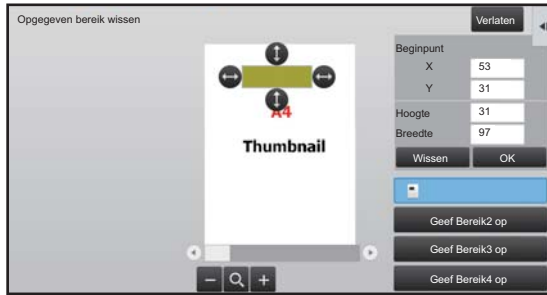 Opgegeven bereik wissen
Verlaten
Beginpunt
X 53
Y 31
Hoogte 31
Breedte 97
Wissen OK
A4
Thumbnail
Geef Bereik2 op
Geef Bereik3 op
Geef Bereik4 op